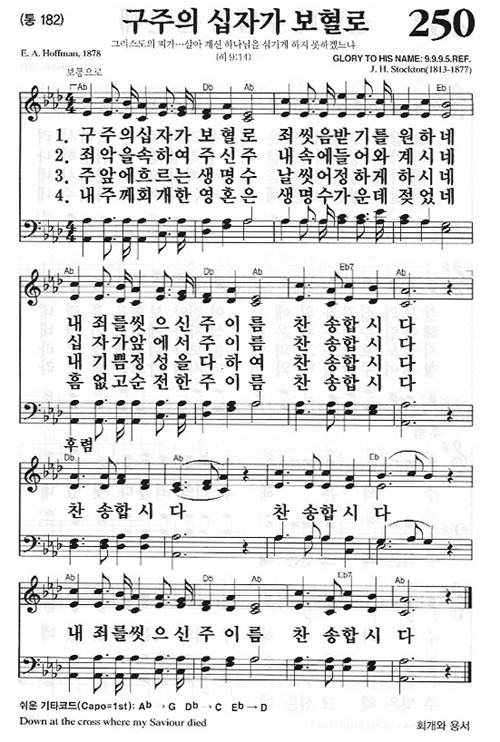 (통 182)
구주의 십자가 보혈로
250
그리스도의 피가…살아 계신 하나님을 섬기게 하지 못하겠느냐
(히 9:14)
E. A. Hoffman, 1878
GLORY TO HIS NAME: 9.9.9.5.REF.
J. H. Stockton(1813-1877)
보통으로
Ab Db Ab Eb
1. 구주의십자가 보혈로 죄씻음받기를 원하네
2. 죄악을속하여 주신주 내속에들어와 계시네
3. 주앞에흐르는 생명수 날씻어정하게 하시네
4. 내주께회개한 영혼은 생명수가운데 젖었네
Ab Db Ab Eb7 Ab
내 죄를씻 으신 주이 름 찬 송합 시 다
십 자가앞 에서 주이 름 찬 송합 시 다
내 기쁨정 성을 다 하 여 찬 송합 시 다
흠 없고순 전한 주이 름 찬 송합 시 다
후렴
Ab Db Ab Eb
찬 송합 시 다 찬 송합 시 다
Ab Db Ab Eb7 Ab
내 죄를씻 으신 주이 름 찬 송합 시 다
쉬운 기타코드(Capo=1st): Ab → G Db → C Eb → D
Down at the cross where my Saviour died
회개와 용서